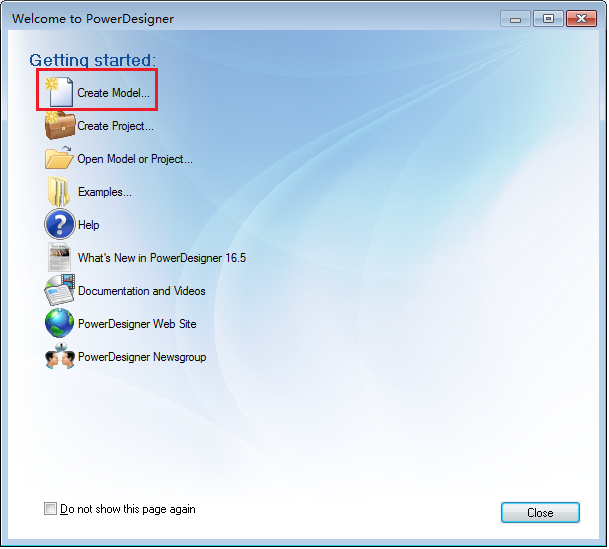 Welcome to PowerDesigner
Getting started:
Create Model...
Create Project...
Open Model or Project...
Examples...
Help
What's New in PowerDesigner 16.5
Documentation and Videos
PowerDesigner Web Site
PowerDesigner Newsgroup
Do not show this page again
Close